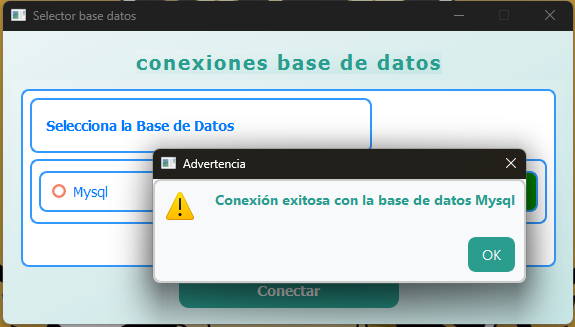 Selector base datos
conexiones base de datos
Selecciona la Base de Datos
Mysql
Advertencia
Conexión exitosa con la base de datos Mysql
OK
Conectar